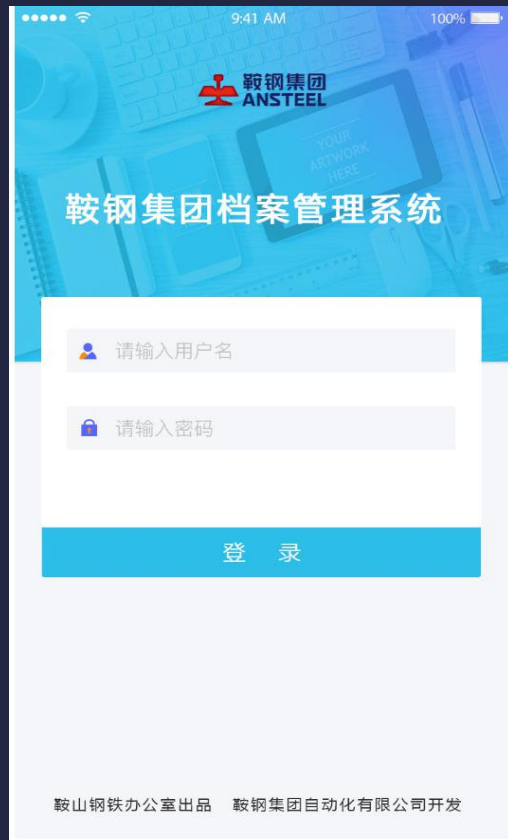 9:41 AM 100%
鞍钢集团
ANSTEEL
YOUR
ARTWORK
HERE
鞍钢集团档案管理系统
请输入用户名
请输入密码
登 录
鞍山钢铁办公室出品 鞍钢集团自动化有限公司开发